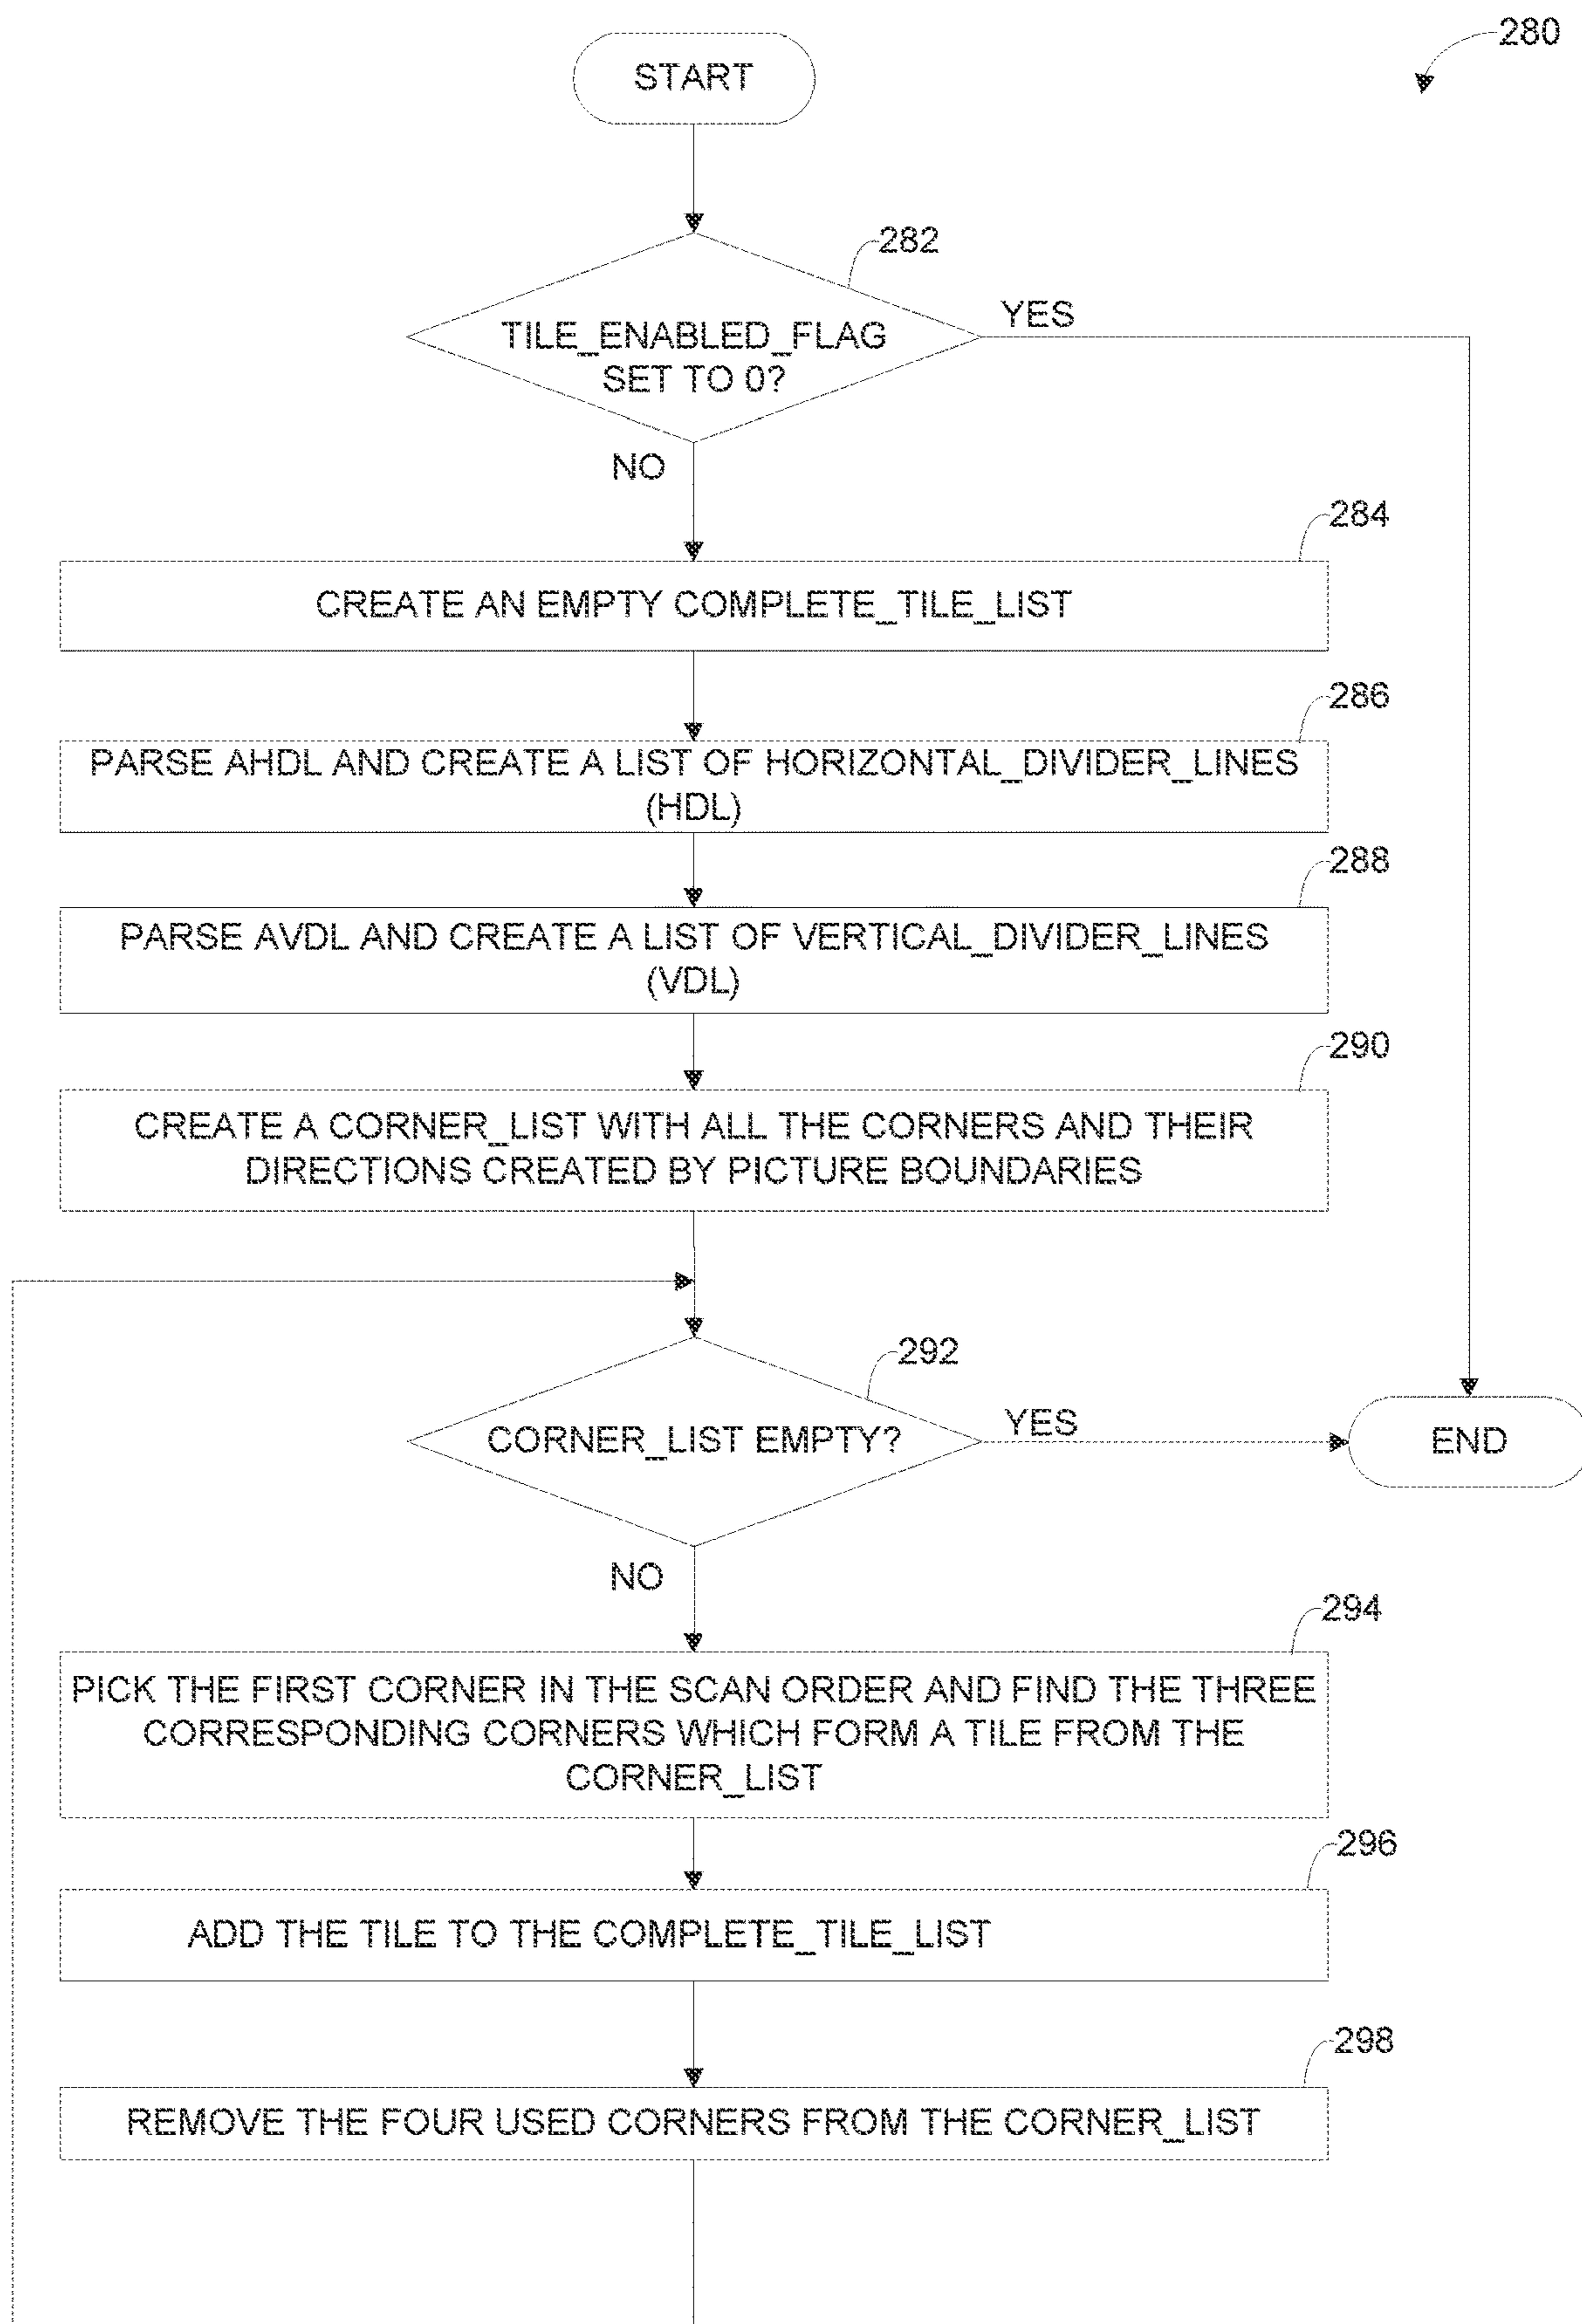 280
START
282
YES
TILE_ENABLED_FLAG
SET TO 0?
NO
284
CREATE AN EMPTY COMPLETE_TILE_LIST
286
PARSE AHDL AND CREATE A LIST OF HORIZONTAL_DIVIDER_LINES
(HDL)
288
PARSE AVDL AND CREATE A LIST OF VERTICAL_DIVIDER_LINES
(VDL)
290
CREATE A CORNER_LIST WITH ALL THE CORNERS AND THEIR
DIRECTIONS CREATED BY PICTURE BOUNDARIES
292
YES
CORNER_LIST EMPTY?
END
NO
294
PICK THE FIRST CORNER IN THE SCAN ORDER AND FIND THE THREE
CORRESPONDING CORNERS WHICH FORM A TILE FROM THE
CORNER_LIST
296
ADD THE TILE TO THE COMPLETE_TILE_LIST
298
REMOVE THE FOUR USED CORNERS FROM THE CORNER_LIST